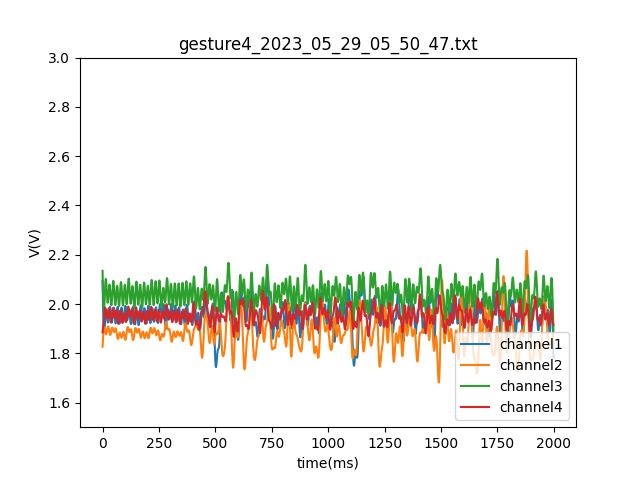 gesture4_2023_05_29_05_50_47.txt
3.0
2.8
2.6
2.4
2.2
2.0
1.8
1.6
V(V)
channel1
channel2
channel3
channel4
0 250 500 750 1000 1250 1500 1750 2000
time(ms)